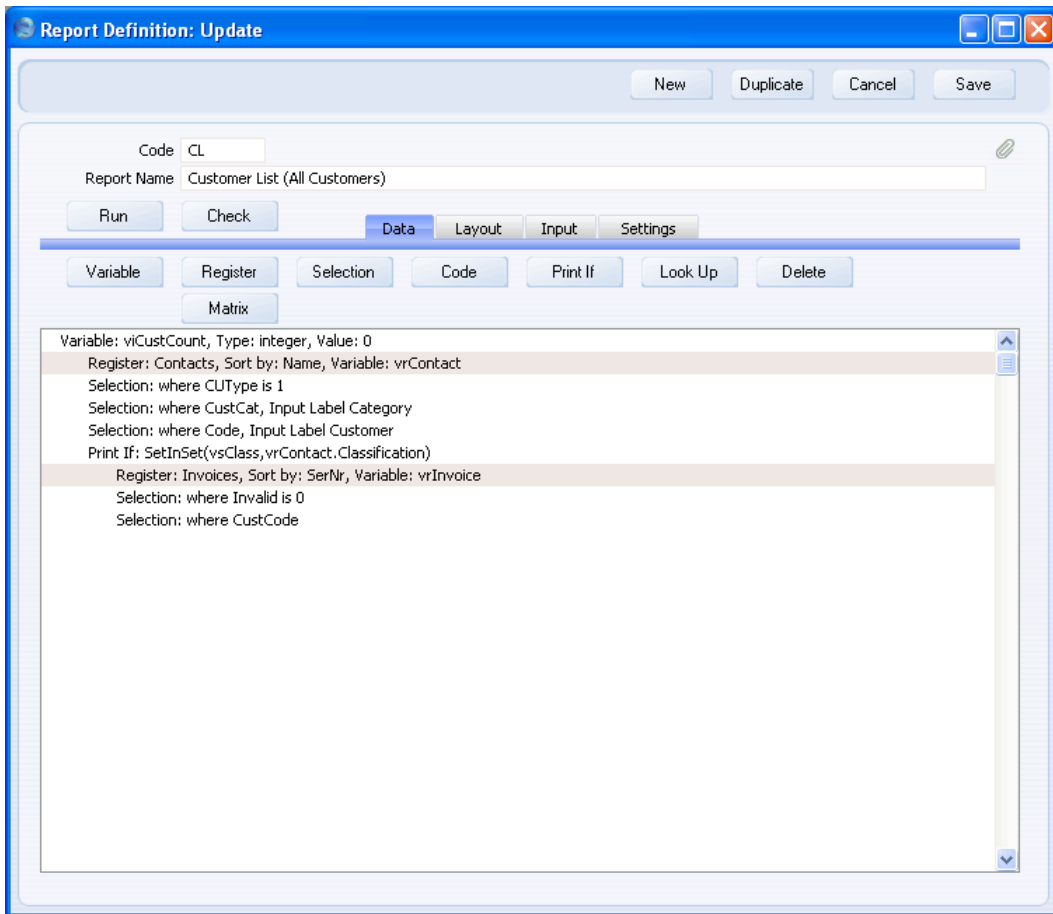 Report Definition: Update
New Duplicate Cancel Save
Code CL
Report Name Customer List (All Customers)
Run Check Data Layout Input Settings
Variable Register Selection Code Print If Look Up Delete
Matrix
Variable: viCustCount, Type: integer, Value: 0
Register: Contacts, Sort by: Name, Variable: vrContact
Selection: where CUType is 1
Selection: where CustCat, Input Label Category
Selection: where Code, Input Label Customer
Print If: SetInSet(vsClass,vrContact.Classification)
Register: Invoices, Sort by: SerNr, Variable: vrInvoice
Selection: where Invalid is 0
Selection: where CustCode